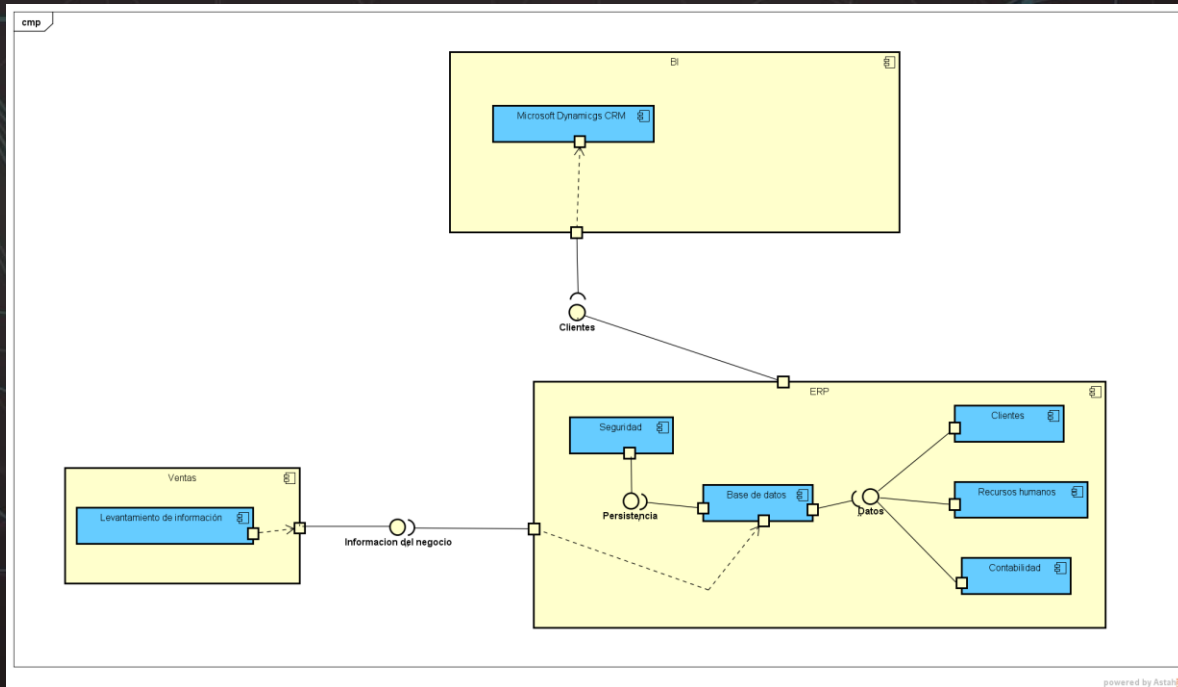 cmp
BI
Microsoft Dynamicgs CRM
Clientes
ERP
Seguridad
Clientes
Ventas
Base de datos
Recursos humanos
Levantamiento de información
Persistencia
Datos
Informacion del negocio
Contabilidad
powered by Astah